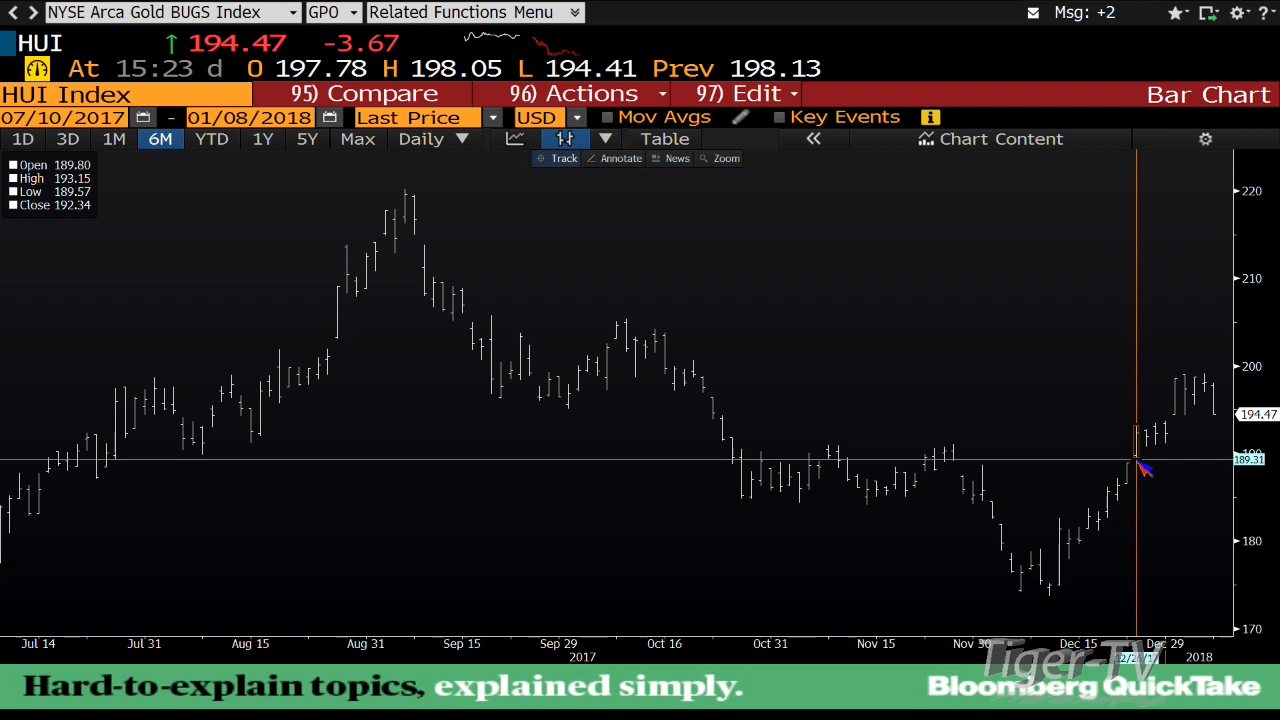 NYSE Arca Gold BUGS Index GPO Related Functions Menu Msg: +2
HUI 194.47 -3.67
At 15:23 d O 197.78 H 198.05 L 194.41 Prev 198.13
HUI Index 95) Compare 96) Actions 97) Edit Bar Chart
07/10/2017 - 01/08/2018 Last Price USD Mov Avgs Key Events
1D 3D 1M 6M YTD 1Y 5Y Max Daily Table « Chart Content
Track Annotate News Zoom
Open 189.80
High 193.15
Low 189.57
Close 192.34
220
210
200
194.47
189.31
180
170
Jul 14 Jul 31 Aug 15 Aug 31 Sep 15 Sep 29 Oct 16 Oct 31 Nov 15 Nov 30 Dec 15 Dec 29
2017 2018
Tiger-TV
Hard-to-explain topics, explained simply. Bloomberg QuickTake